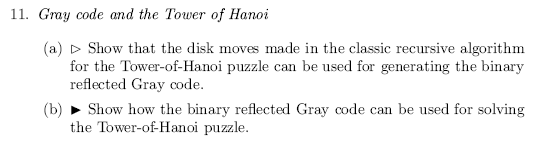 11. Gray code and the Tower of Hanoi
(a) ▷ Show that the disk moves made in the classic recursive algorithm
for the Tower-of-Hanoi puzzle can be used for generating the binary
reflected Gray code.
(b) ► Show how the binary reflected Gray code can be used for solving
the Tower-of-Hanoi puzzle.